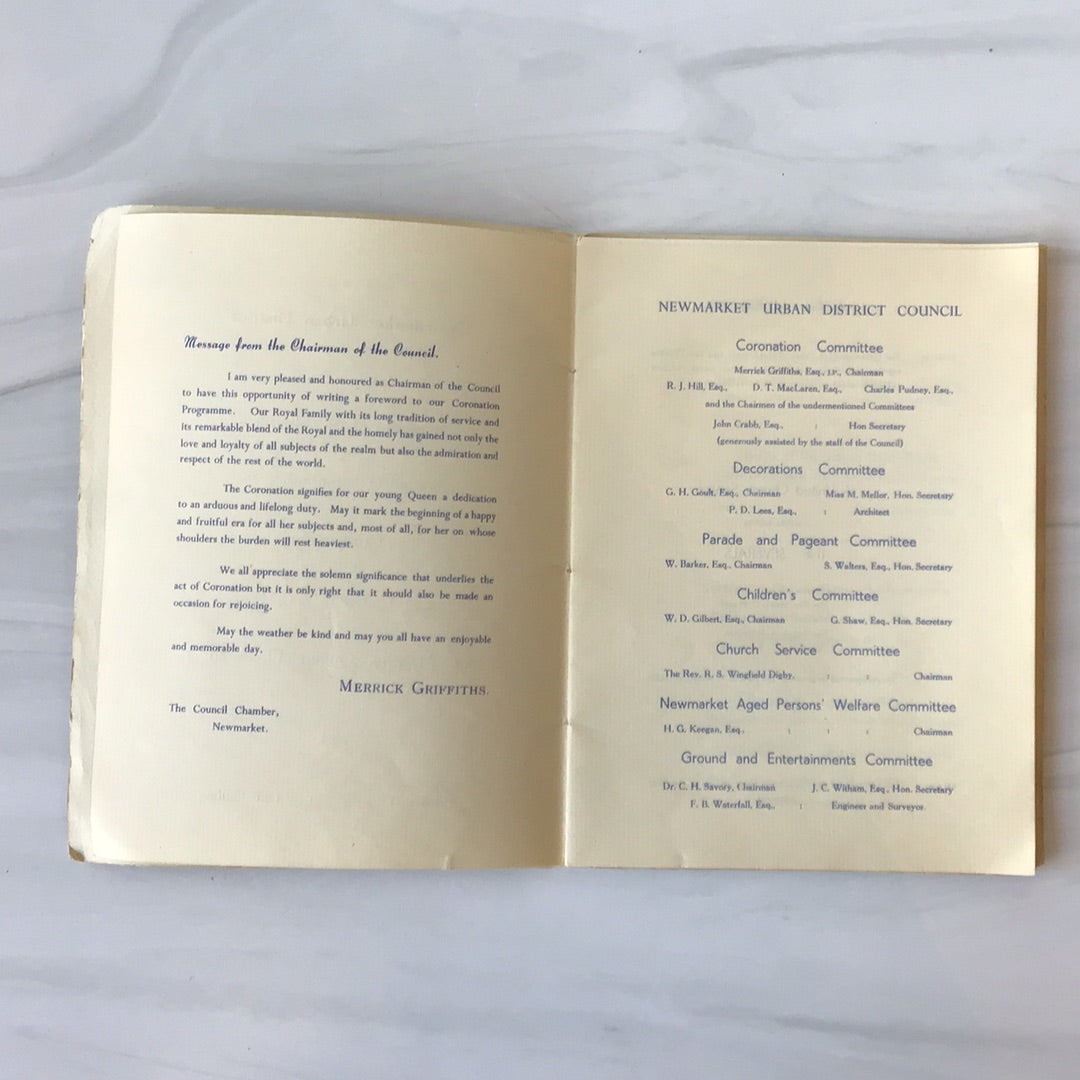 Message from the Chairman of the Council.
I am very pleased and honoured as Chairman of the Council
to have this opportunity of writing a foreword to our Coronation
Programme. Our Royal Family with its long tradition of service and
its remarkable blend of the Royal and the homely has gained not only the
love and loyalty of all subjects of the realm but also the admiration and
respect of the rest of the world.
The Coronation signifies for our young Queen a dedication
to an arduous and lifelong duty. May it mark the beginning of a happy
and fruitful era for all her subjects and, most of all, for her on whose
shoulders the burden will rest heaviest.
We all appreciate the solemn significance that underlies the
act of Coronation but it is only right that it should also be made an
occasion for rejoicing.
May the weather be kind and may you all have an enjoyable
and memorable day.
MERRICK GRIFFITHS.
The Council Chamber,
Newmarket.
NEWMARKET URBAN DISTRICT COUNCIL
Coronation Committee
Merrick Griffiths, Esq., J.P., Chairman
R. J. Hill, Esq., D. T. MacLaren, Esq., Charles Pudney, Esq.,
and the Chairmen of the undermentioned Committees
John Crabb, Esq., : Hon Secretary
(generously assisted by the staff of the Council)
Decorations Committee
G. H. Goult, Esq., Chairman Miss M. Mellor, Hon. Secretary
P. D. Lees, Esq., : Architect
Parade and Pageant Committee
W. Barker, Esq., Chairman S. Walters, Esq., Hon. Secretary
Children's Committee
W. D. Gilbert, Esq., Chairman G. Shaw, Esq., Hon. Secretary
Church Service Committee
The Rev. R. S. Wingfield Digby. : : Chairman
Newmarket Aged Persons' Welfare Committee
H. G. Keegan, Esq., : : : Chairman
Ground and Entertainments Committee
Dr. C. H. Savory, Chairman J. C. Witham, Esq., Hon. Secretary
F. B. Waterfall, Esq., : Engineer and Surveyor